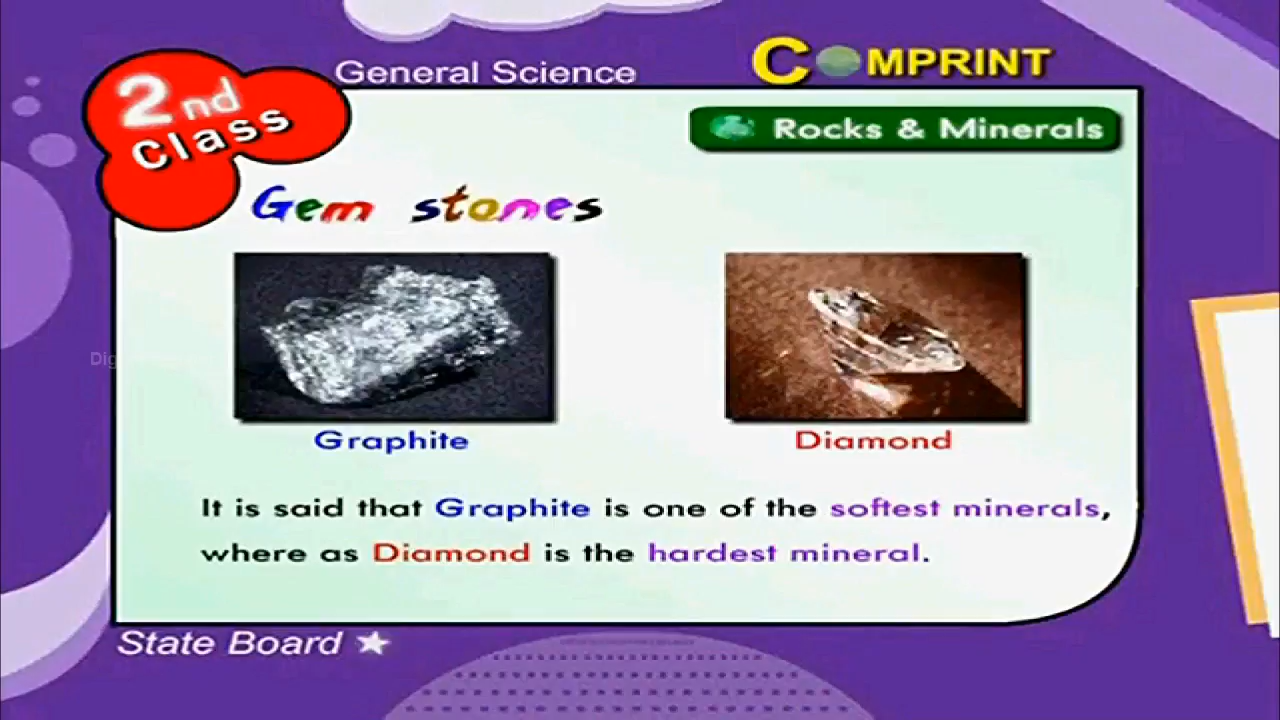 General Science
COMPRINT
2nd
Class
Rocks & Minerals
Gem stones
Graphite
Diamond
It is said that Graphite is one of the softest minerals,
where as Diamond is the hardest mineral.
State Board